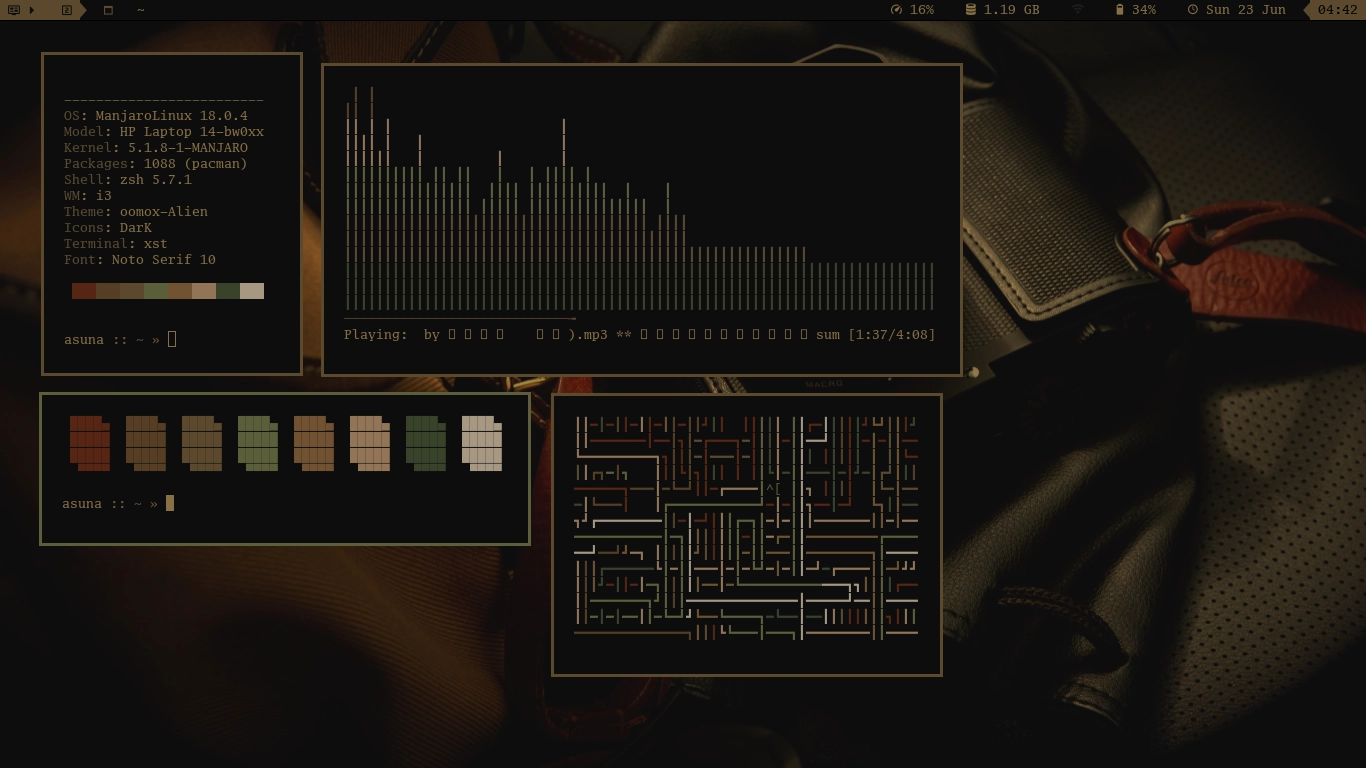 2 ~ 16% 1.19 GB 34% Sun 23 Jun 04:42
OS: ManjaroLinux 18.0.4
Model: HP Laptop 14-bw0xx
Kernel: 5.1.8-1-MANJARO
Packages: 1088 (pacman)
Shell: zsh 5.7.1
WM: i3
Theme: oomox-Alien
Icons: DarK
Terminal: xst
Font: Noto Serif 10
asuna :: ~ »
Playing: by ).mp3 ** sum [1:37/4:08]
MACRO
asuna :: ~ »
^[